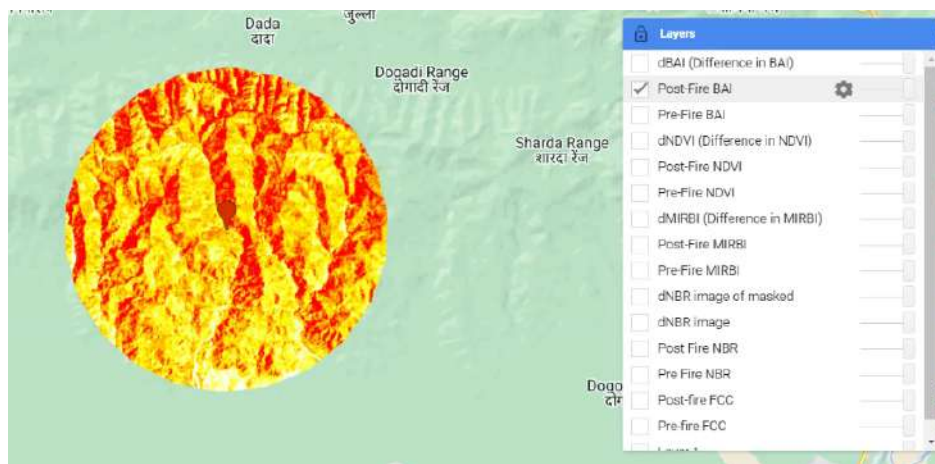 जुल्ला
Dada
दादा
Dogadi Range
दोगादी रेंज
Sharda Range
शारदा रेंज
Layers
dBAI (Difference in BAI)
Post-Fire BAI
Pre-Fire BAI
dNDVI (Difference in NDVI)
Post-Fire NDVI
Pre-Fire NDVI
dMIRBI (Difference in MIRBI)
Post-Fire MIRBI
Pre-Fire MIRBI
dNBR image of masked
dNBR image
Post Fire NBR
Pre Fire NBR
Post-fire FCC
Pre-fire FCC